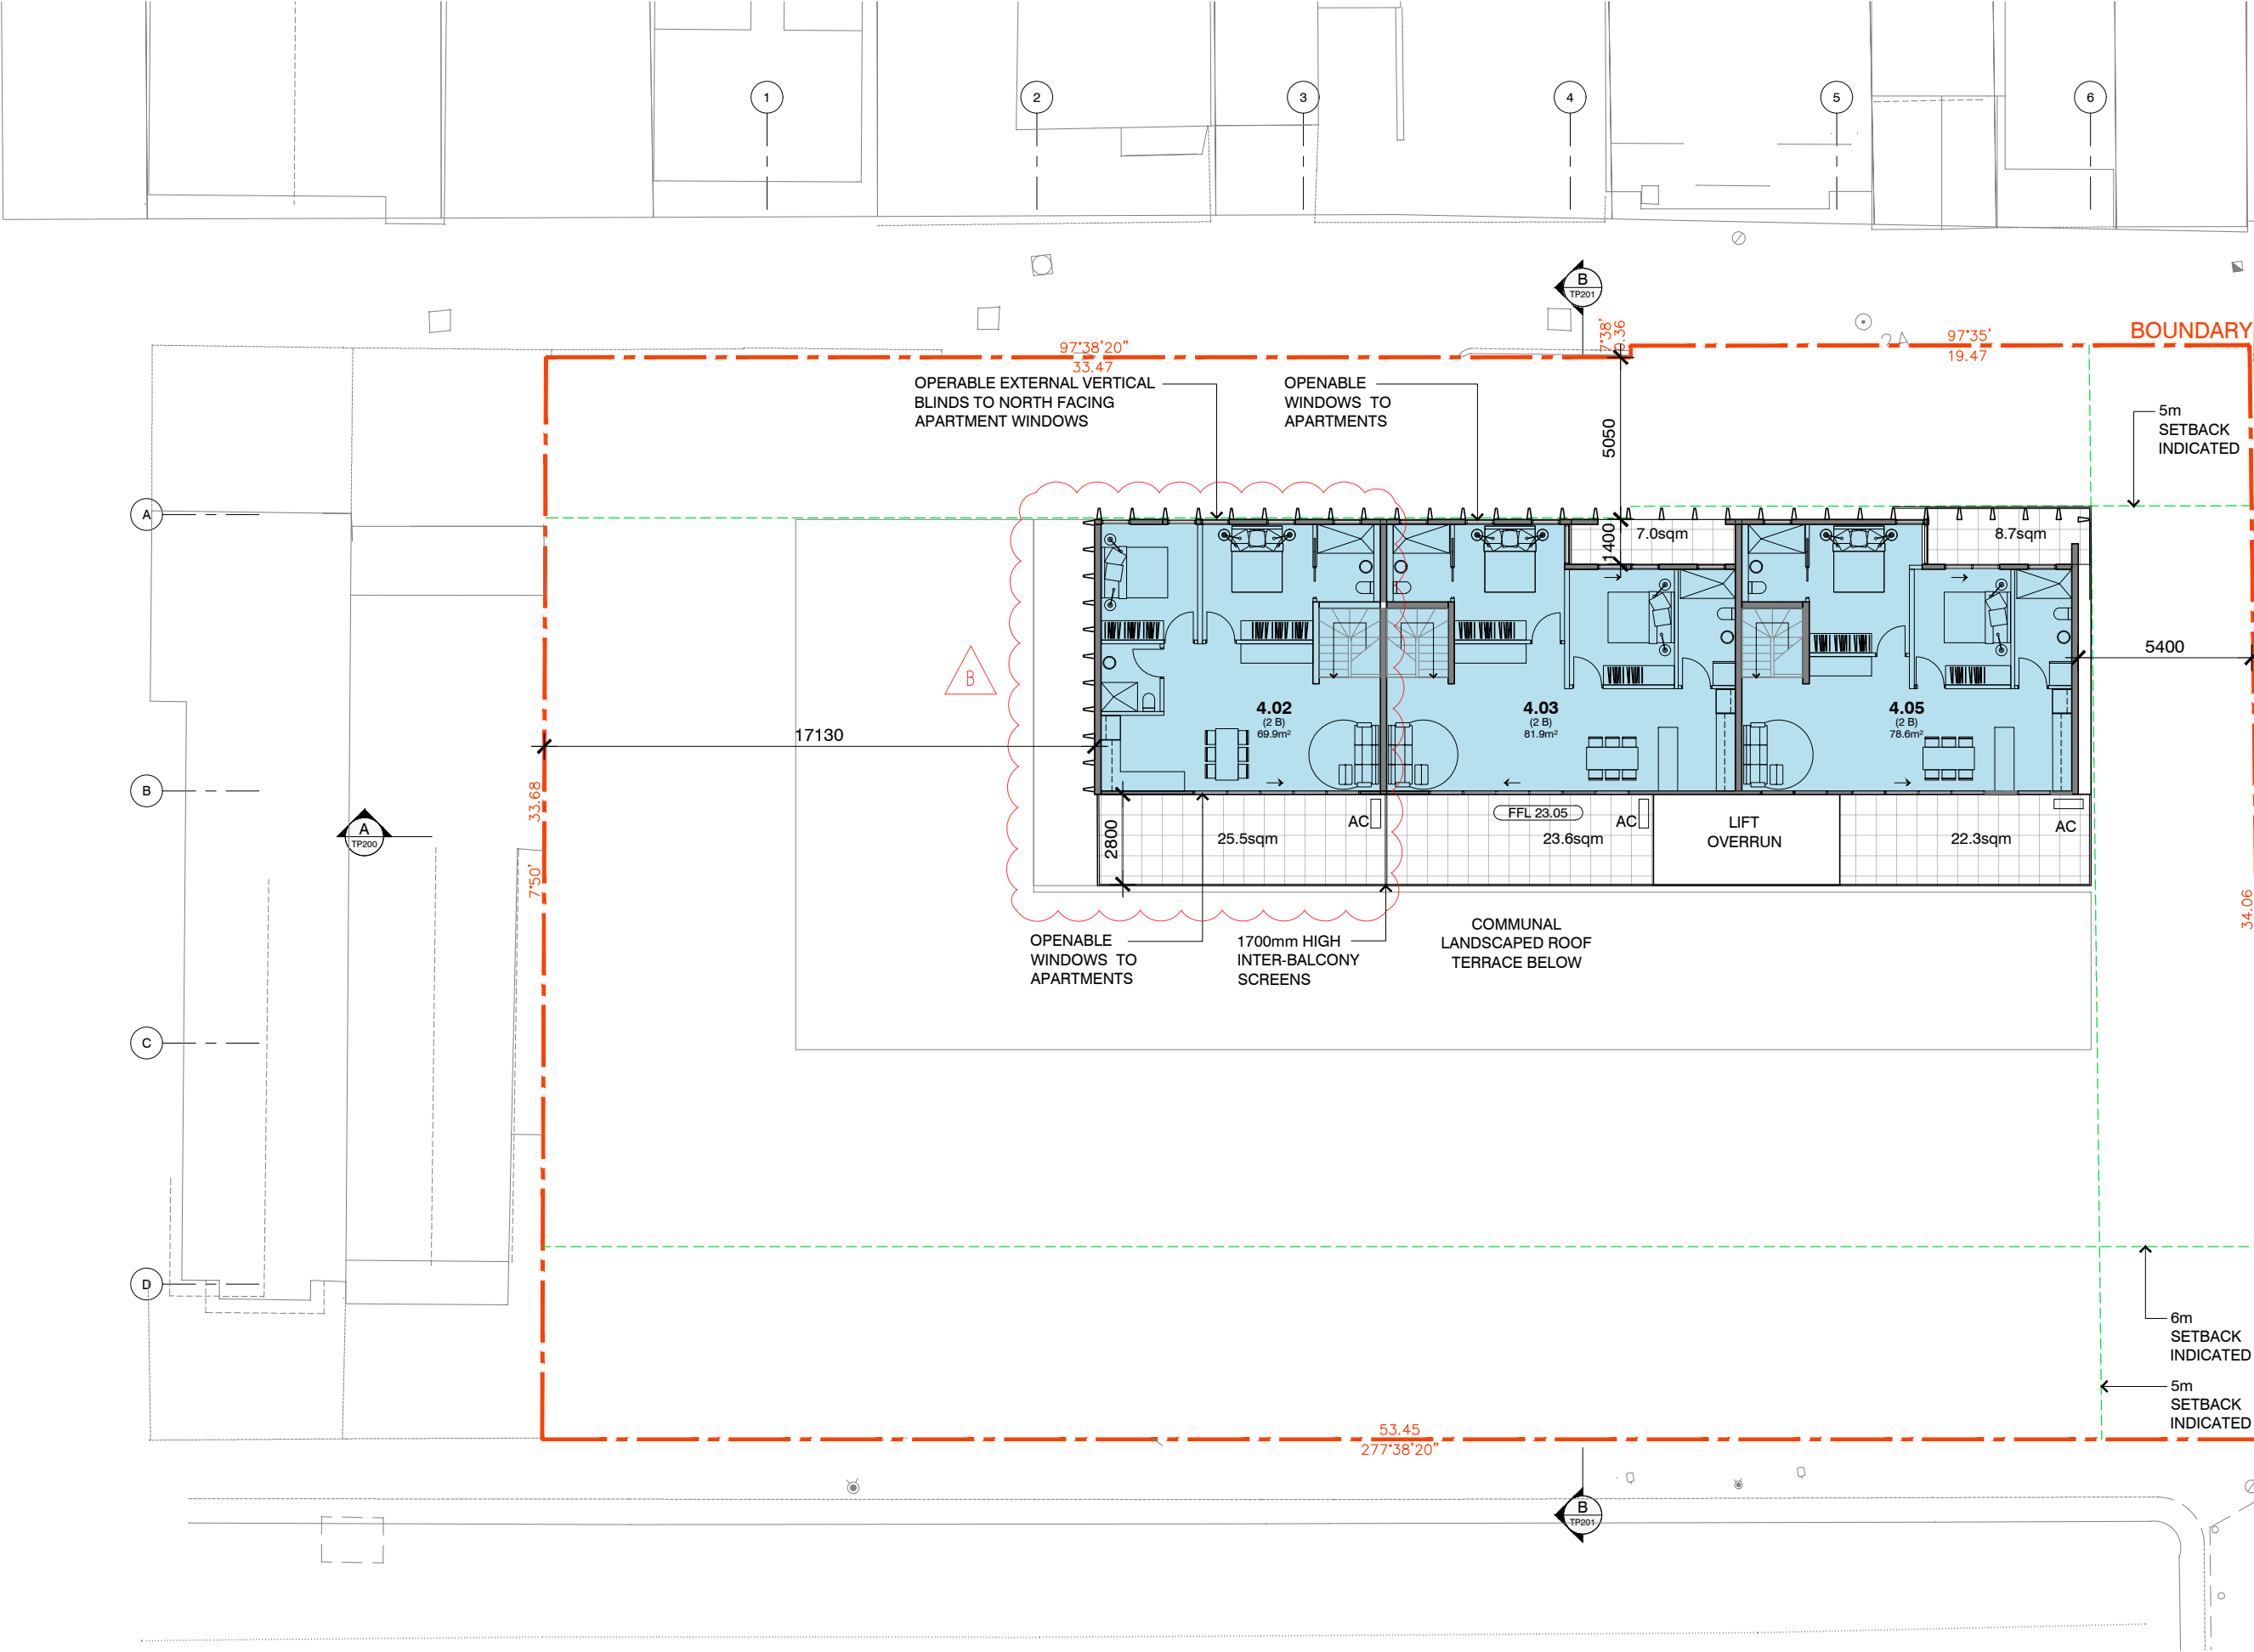 1
2
3
4
5
6
B
TP201
97°38'20"
33.47
7°38'
0.36
2A
97°35'
19.47
BOUNDARY
OPERABLE EXTERNAL VERTICAL
BLINDS TO NORTH FACING
APARTMENT WINDOWS
OPENABLE
WINDOWS TO
APARTMENTS
5050
5m
SETBACK
INDICATED
A
1400
7.0sqm
8.7sqm
5400
B
17130
4.02
(2 B)
69.9m²
4.03
(2 B)
81.9m²
4.05
(2 B)
78.6m²
B
33.68
7°50'
A
TP200
2800
25.5sqm
AC
FFL 23.05
23.6sqm
AC
LIFT
OVERRUN
22.3sqm
AC
34.06
OPENABLE
WINDOWS TO
APARTMENTS
1700mm HIGH
INTER-BALCONY
SCREENS
COMMUNAL
LANDSCAPED ROOF
TERRACE BELOW
C
D
6m
SETBACK
INDICATED
5m
SETBACK
INDICATED
53.45
277°38'20"
B
TP201